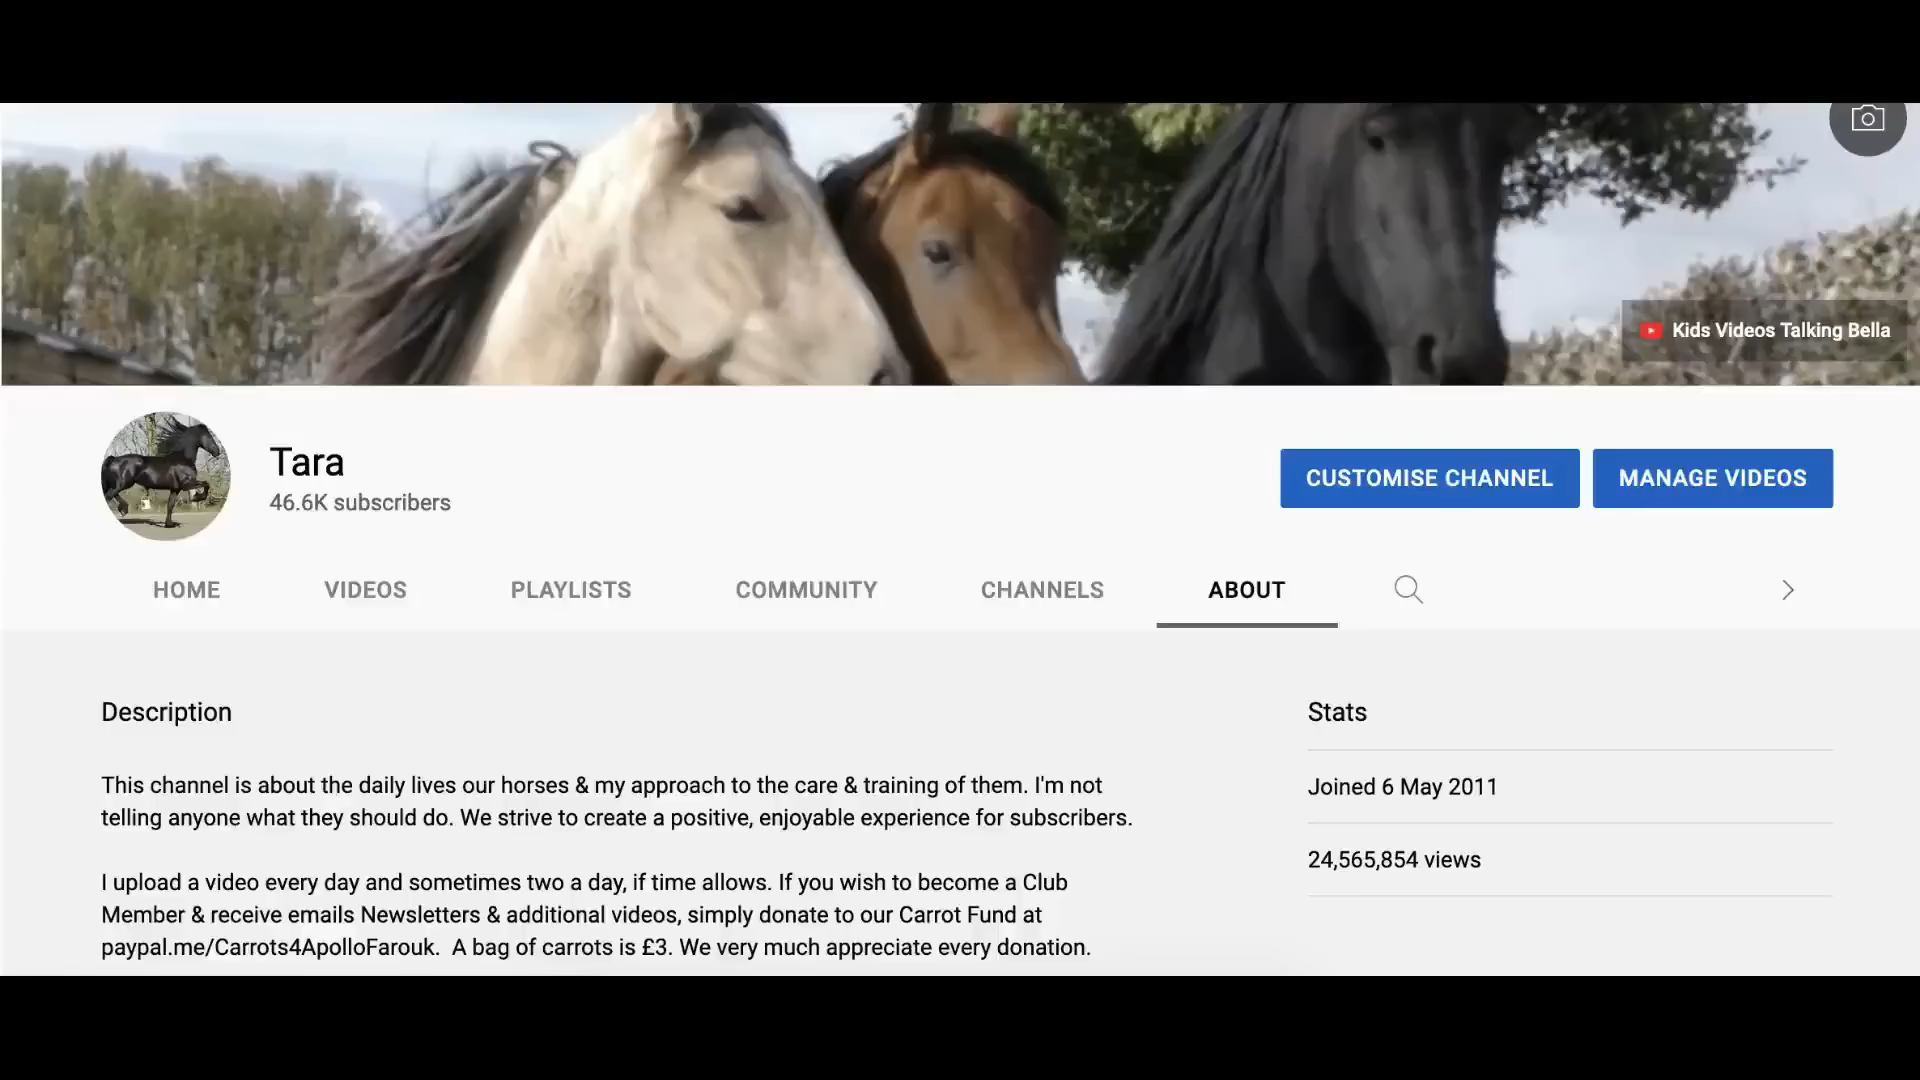 Kids Videos Talking Bella
Tara
46.6K subscribers
CUSTOMISE CHANNEL
MANAGE VIDEOS
HOME
VIDEOS
PLAYLISTS
COMMUNITY
CHANNELS
ABOUT
Description
This channel is about the daily lives our horses & my approach to the care & training of them. I'm not
telling anyone what they should do. We strive to create a positive, enjoyable experience for subscribers.
I upload a video every day and sometimes two a day, if time allows. If you wish to become a Club
Member & receive emails Newsletters & additional videos, simply donate to our Carrot Fund at
paypal.me/Carrots4ApolloFarouk.  A bag of carrots is £3. We very much appreciate every donation.
Stats
Joined 6 May 2011
24,565,854 views